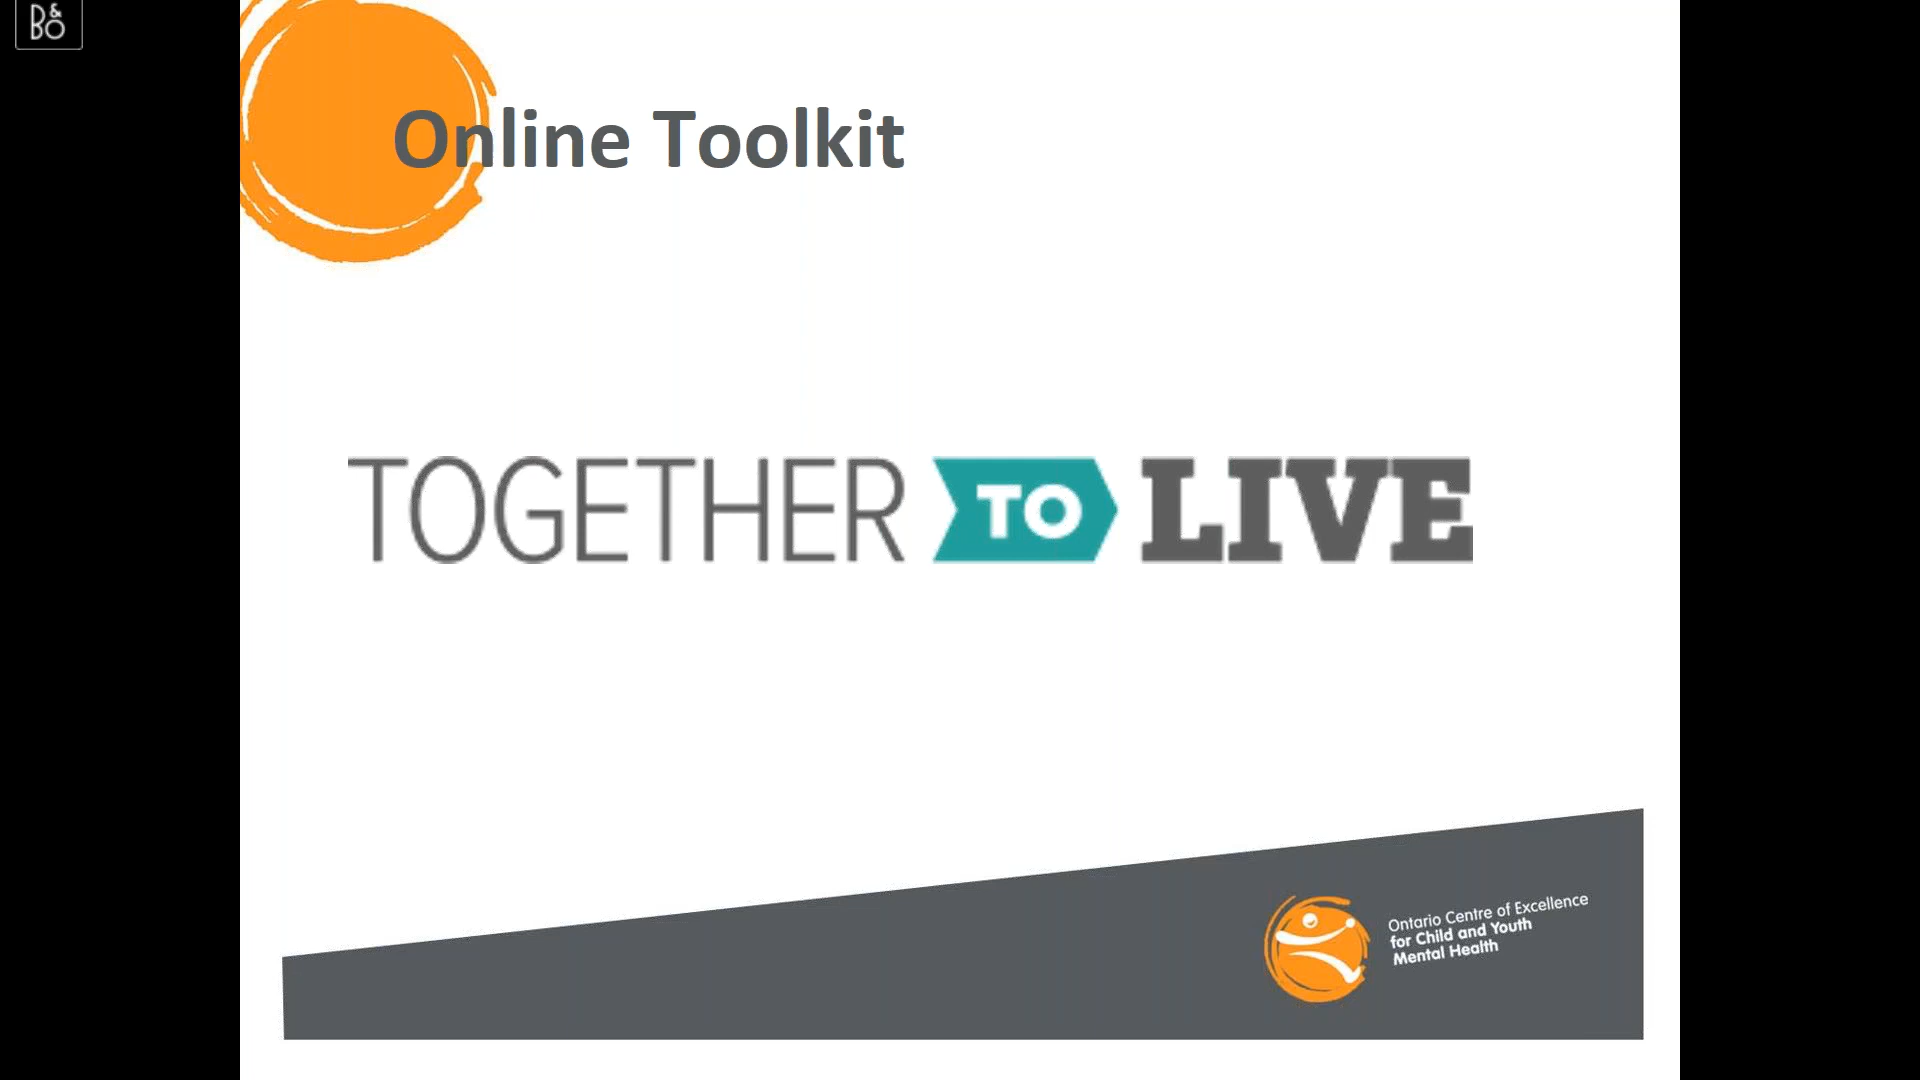 B&O
Online Toolkit
TOGETHER TO LIVE
Ontario Centre of Excellence
for Child and Youth
Mental Health